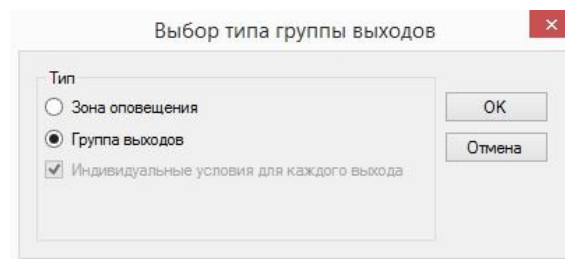 Выбор типа группы выходов
Тип
Зона оповещения
OK
Группа выходов
Отмена
Индивидуальные условия для каждого выхода